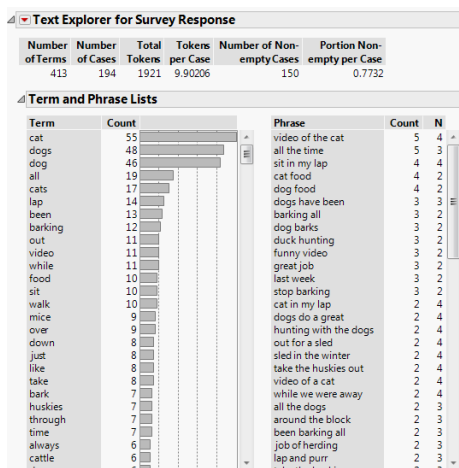 Text Explorer for Survey Response
Number of Terms Number of Cases Total Tokens Tokens per Case Number of Non-empty Cases Portion Non-empty per Case
413 194 1921 9.90206 150 0.7732
Term and Phrase Lists
Term Count
cat 55
dogs 48
dog 46
all 19
cats 17
lap 14
been 13
barking 12
out 11
video 11
while 11
food 10
sit 10
walk 10
mice 9
over 9
down 8
just 8
like 8
take 8
bark 7
huskies 7
through 7
time 7
always 6
cattle 6
Phrase Count N
video of the cat 5 4
all the time 5 3
sit in my lap 4 4
cat food 4 2
dog food 4 2
dogs have been 3 3
barking all 3 2
dog barks 3 2
duck hunting 3 2
funny video 3 2
great job 3 2
last week 3 2
stop barking 3 2
cat in my lap 2 4
dogs do a great 2 4
hunting with the dogs 2 4
out for a sled 2 4
sled in the winter 2 4
take the huskies out 2 4
video of a cat 2 4
while we were away 2 4
all the dogs 2 3
around the block 2 3
been barking all 2 3
job of herding 2 3
lap and purr 2 3